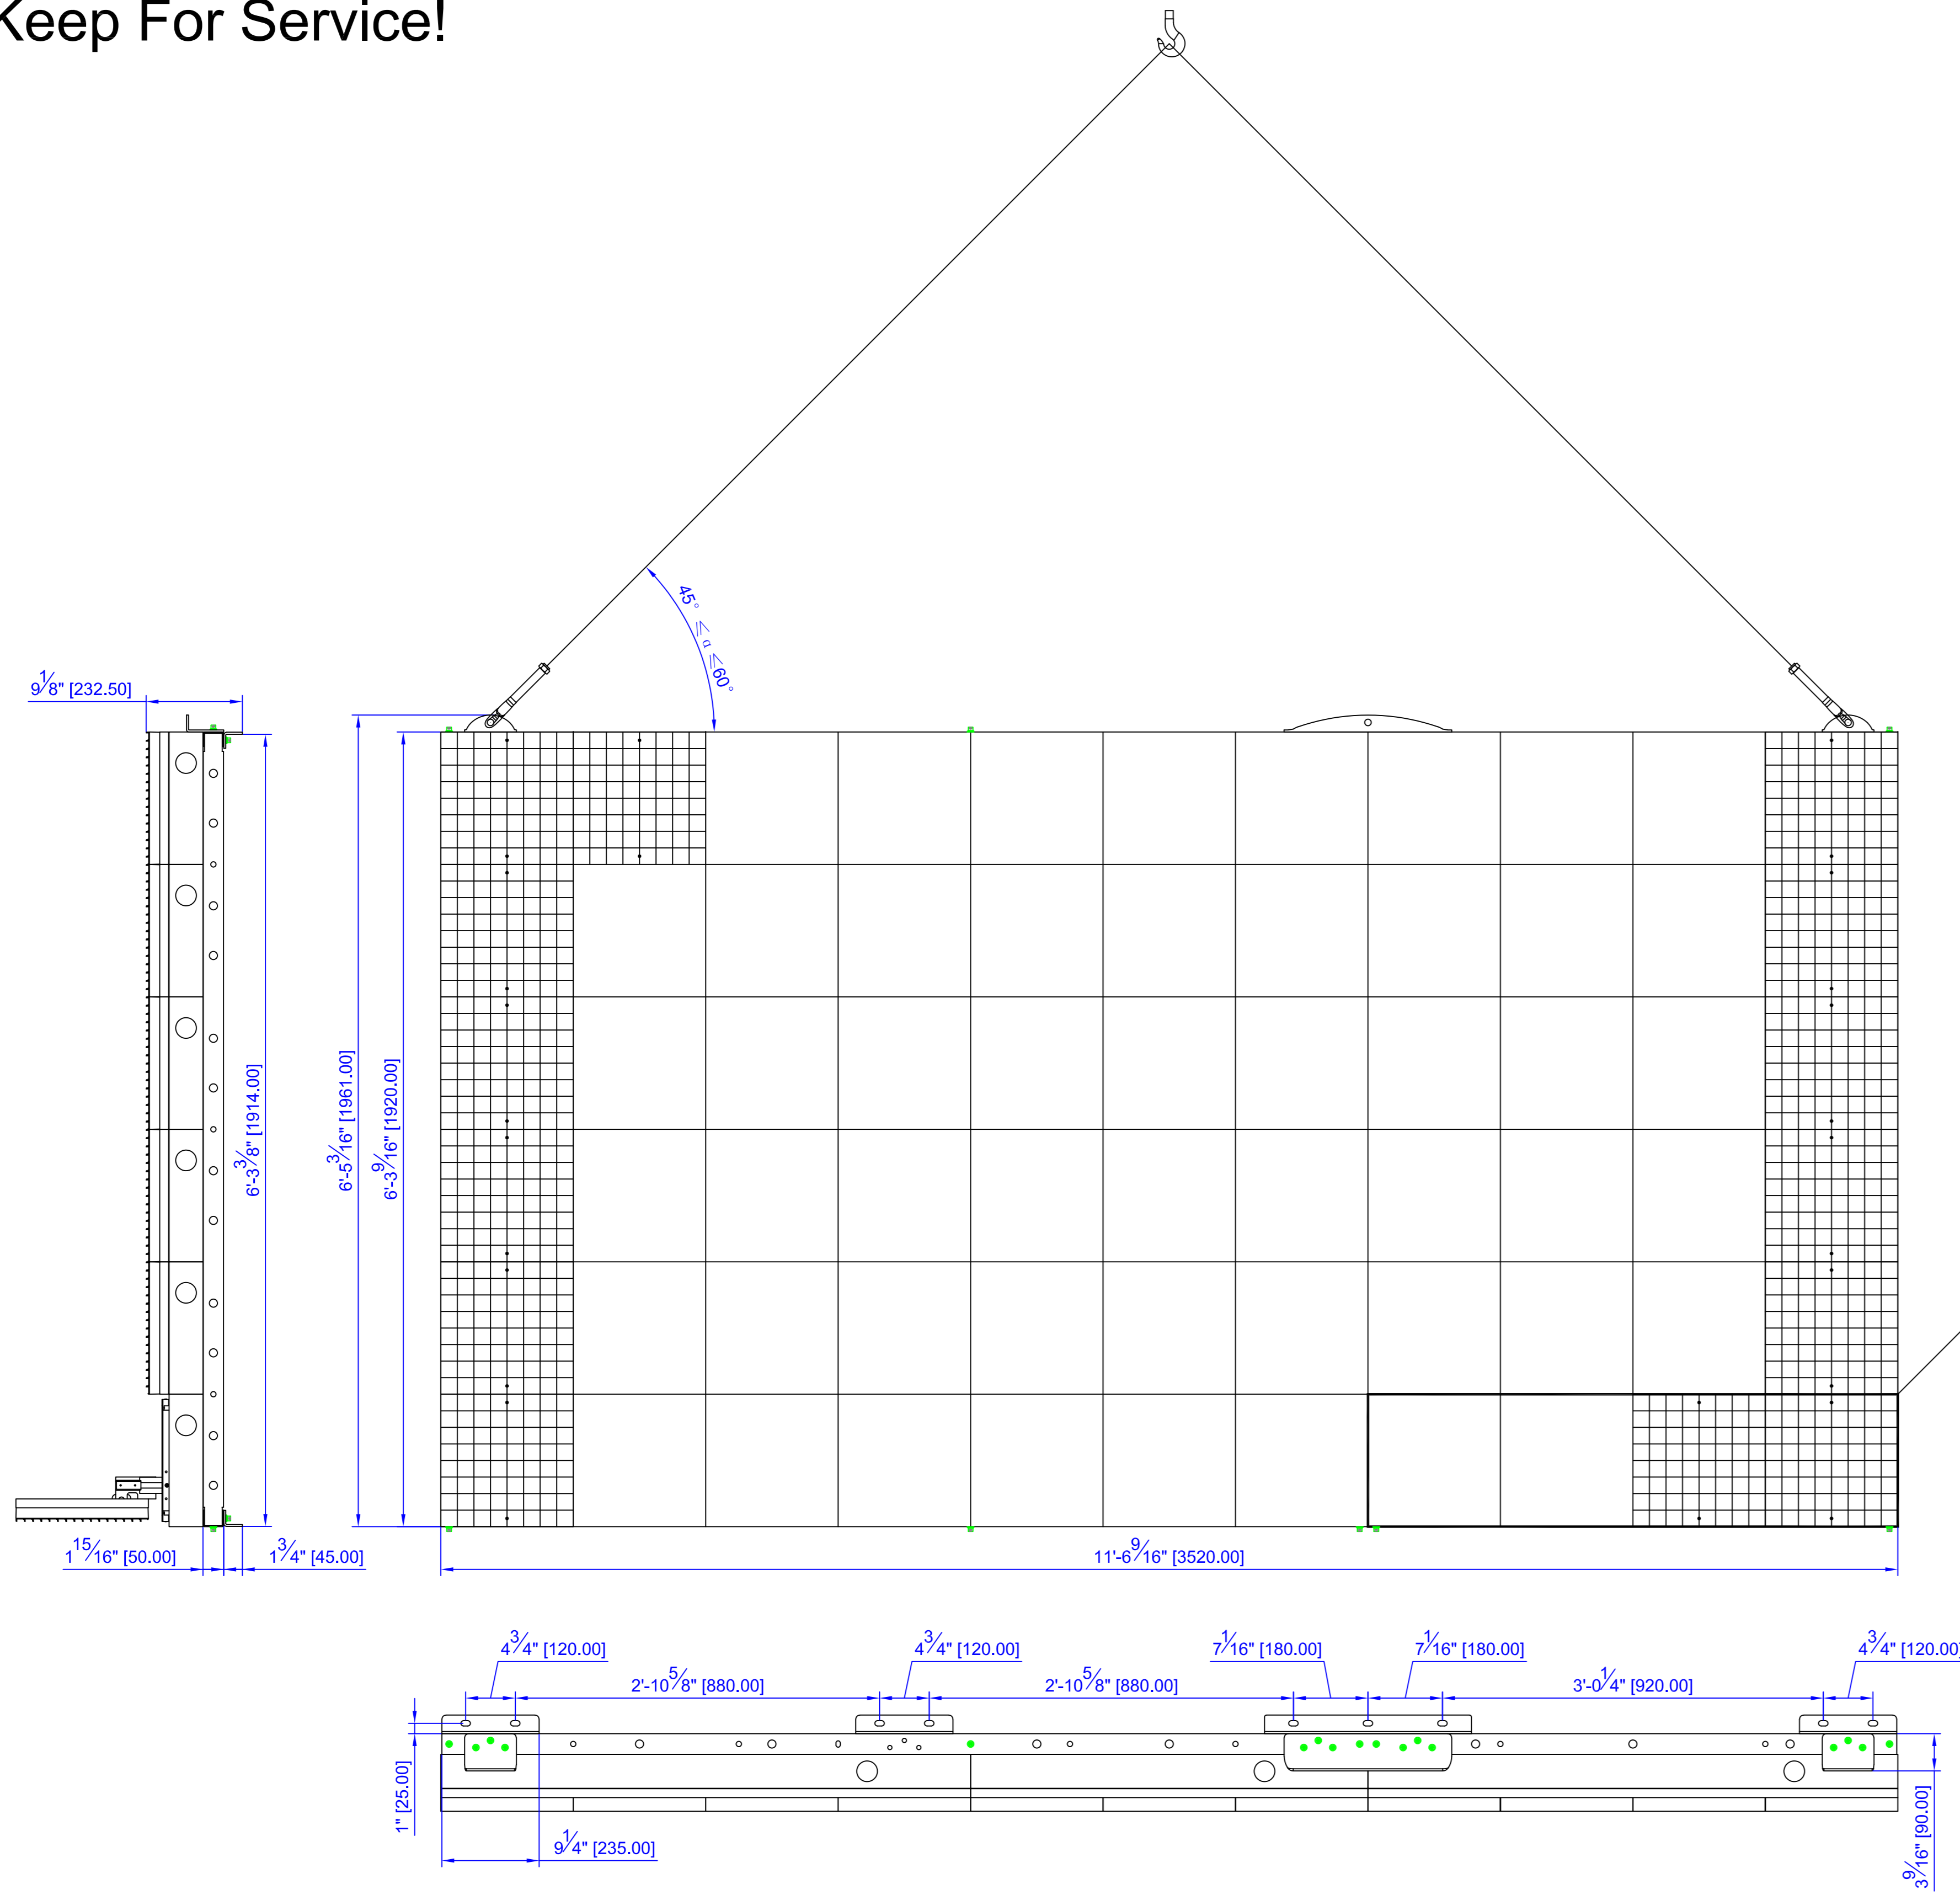 Keep For Service!
45° ≤ α ≤60°
9 1/8" [232.50]
6'-3 3/8" [1914.00]
6'-5 3/16" [1961.00]
6'-3 9/16" [1920.00]
1 15/16" [50.00]
1 3/4" [45.00]
11'-6 9/16" [3520.00]
4 3/4" [120.00]
4 3/4" [120.00]
7 1/16" [180.00]
7 1/16" [180.00]
4 3/4" [120.00]
2'-10 5/8" [880.00]
2'-10 5/8" [880.00]
3'-0 1/4" [920.00]
1" [25.00]
9 1/4" [235.00]
3 9/16" [90.00]